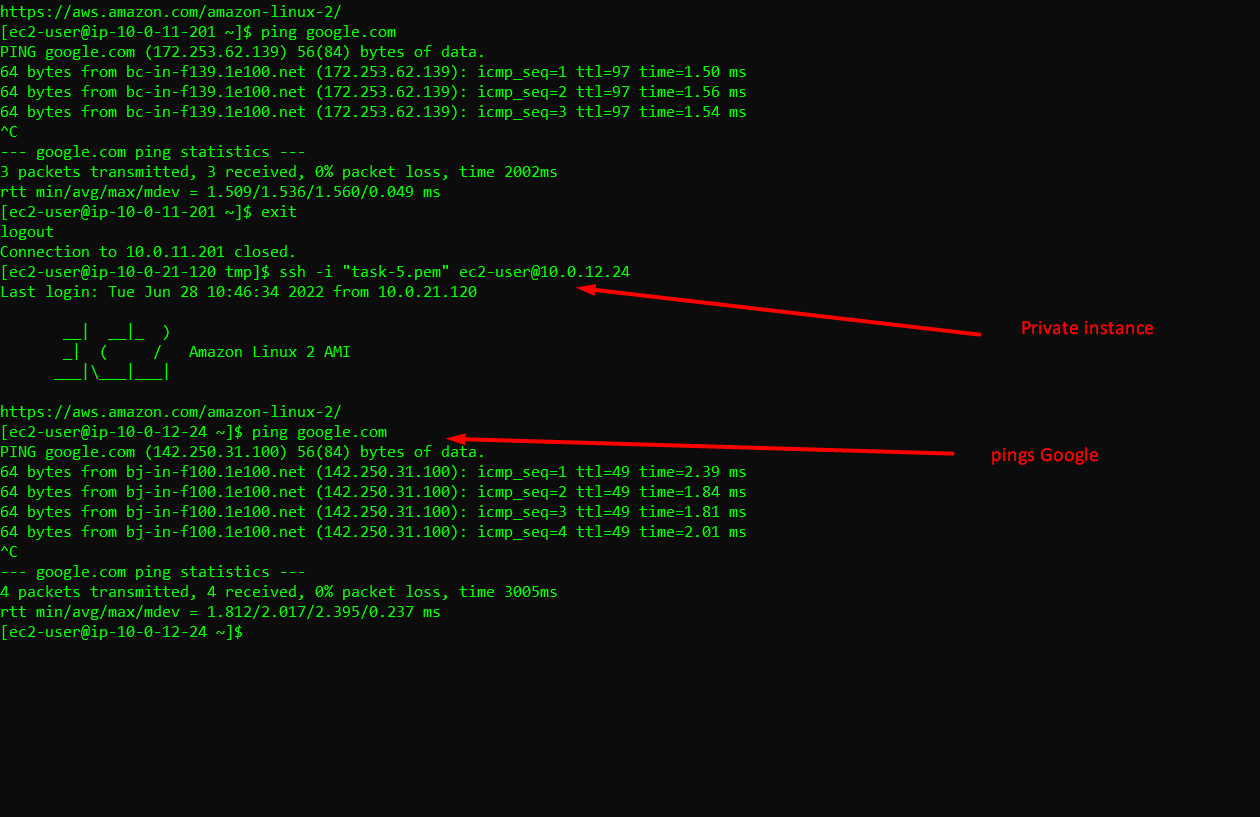 https://aws.amazon.com/amazon-linux-2/
[ec2-user@ip-10-0-11-201 ~]$ ping google.com
PING google.com (172.253.62.139) 56(84) bytes of data.
64 bytes from bc-in-f139.1e100.net (172.253.62.139): icmp_seq=1 ttl=97 time=1.50 ms
64 bytes from bc-in-f139.1e100.net (172.253.62.139): icmp_seq=2 ttl=97 time=1.56 ms
64 bytes from bc-in-f139.1e100.net (172.253.62.139): icmp_seq=3 ttl=97 time=1.54 ms
^C
--- google.com ping statistics ---
3 packets transmitted, 3 received, 0% packet loss, time 2002ms
rtt min/avg/max/mdev = 1.509/1.536/1.560/0.049 ms
[ec2-user@ip-10-0-11-201 ~]$ exit
logout
Connection to 10.0.11.201 closed.
[ec2-user@ip-10-0-21-120 tmp]$ ssh -i "task-5.pem" ec2-user@10.0.12.24
Last login: Tue Jun 28 10:46:34 2022 from 10.0.21.120
Private instance
       __|  __|_  )
       _|  (     /   Amazon Linux 2 AMI
      ___|\___|___|
https://aws.amazon.com/amazon-linux-2/
[ec2-user@ip-10-0-12-24 ~]$ ping google.com
PING google.com (142.250.31.100) 56(84) bytes of data.
pings Google
64 bytes from bj-in-f100.1e100.net (142.250.31.100): icmp_seq=1 ttl=49 time=2.39 ms
64 bytes from bj-in-f100.1e100.net (142.250.31.100): icmp_seq=2 ttl=49 time=1.84 ms
64 bytes from bj-in-f100.1e100.net (142.250.31.100): icmp_seq=3 ttl=49 time=1.81 ms
64 bytes from bj-in-f100.1e100.net (142.250.31.100): icmp_seq=4 ttl=49 time=2.01 ms
^C
--- google.com ping statistics ---
4 packets transmitted, 4 received, 0% packet loss, time 3005ms
rtt min/avg/max/mdev = 1.812/2.017/2.395/0.237 ms
[ec2-user@ip-10-0-12-24 ~]$